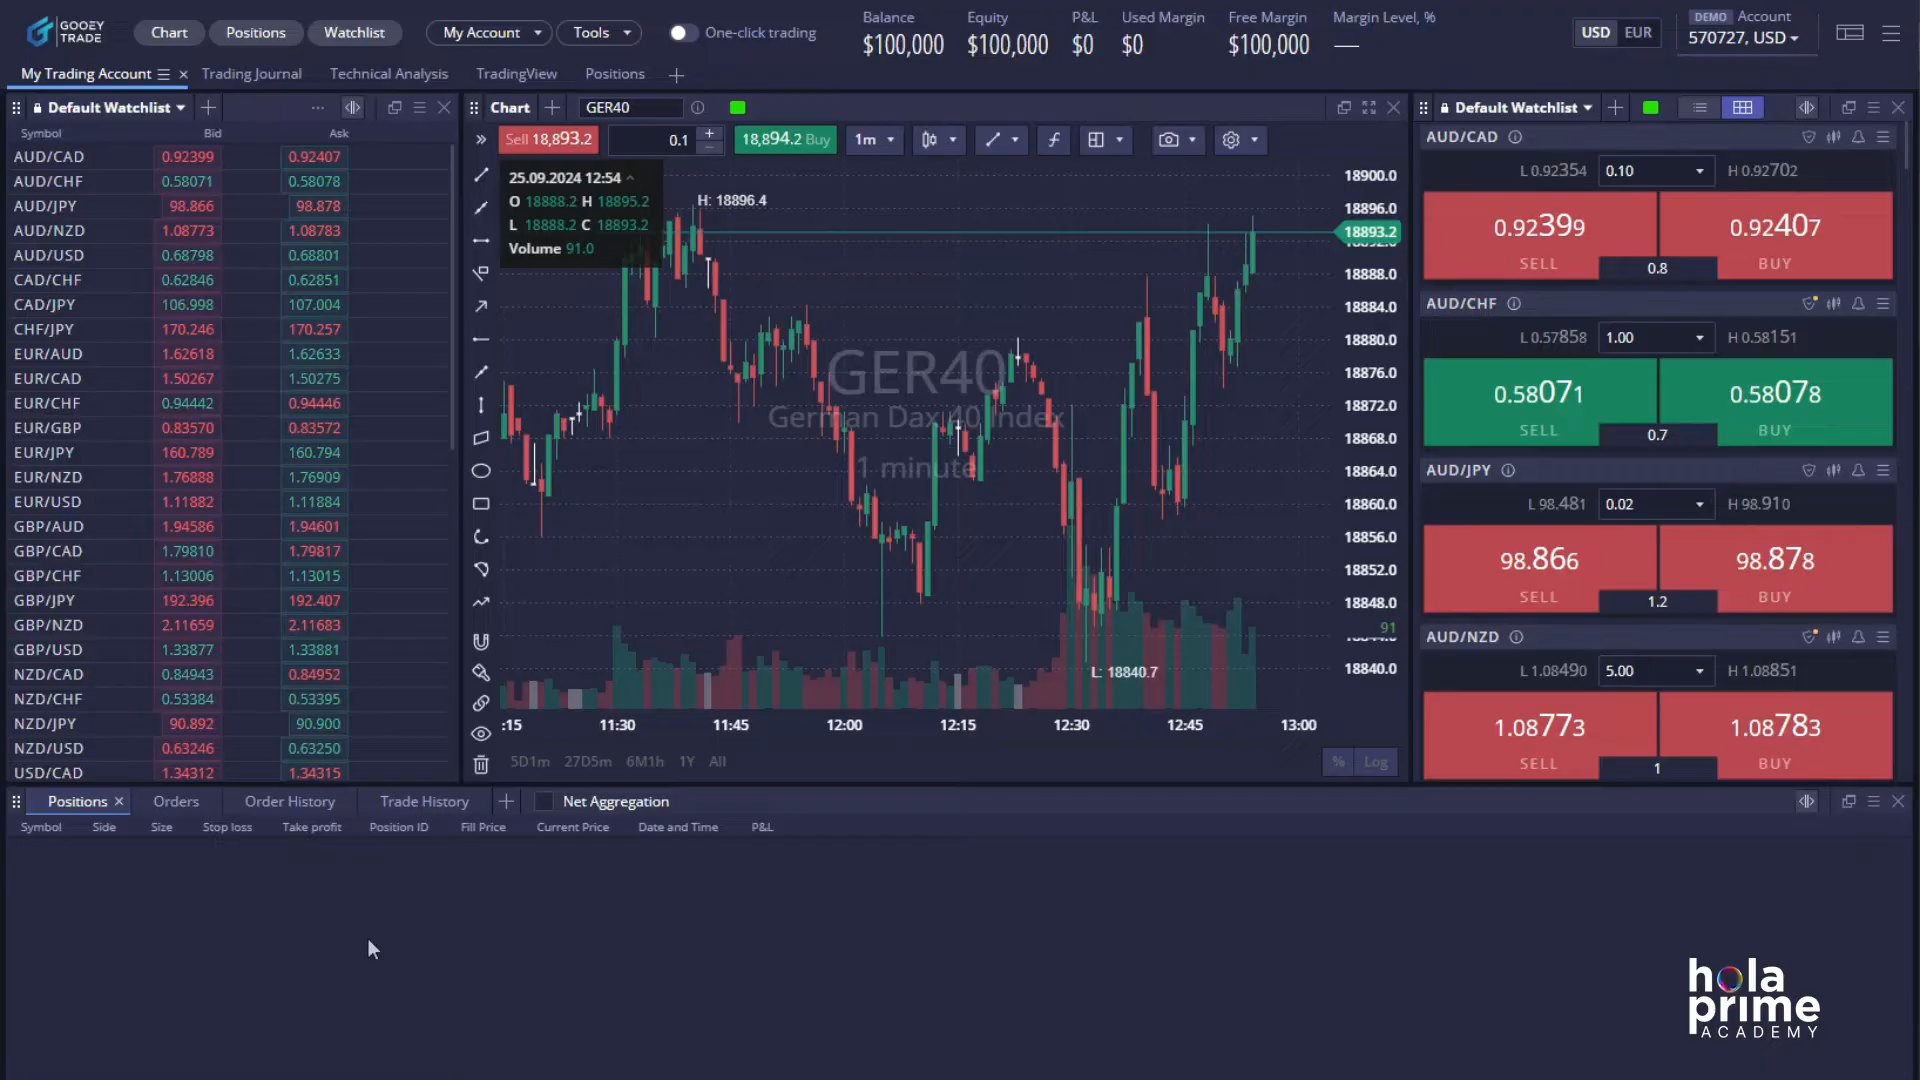 GOOEY
TRADE
Chart Positions Watchlist My Account Tools One-click trading
Balance Equity P&L Used Margin Free Margin Margin Level, %
$100,000 $100,000 $0 $0 $100,000 —
USD EUR
DEMO Account
570727, USD
My Trading Account Trading Journal Technical Analysis TradingView Positions
Default Watchlist
Symbol Bid Ask
AUD/CAD 0.92399 0.92407
AUD/CHF 0.58071 0.58078
AUD/JPY 98.866 98.878
AUD/NZD 1.08773 1.08783
AUD/USD 0.68798 0.68801
CAD/CHF 0.62846 0.62851
CAD/JPY 106.998 107.004
CHF/JPY 170.246 170.257
EUR/AUD 1.62618 1.62633
EUR/CAD 1.50267 1.50275
EUR/CHF 0.94442 0.94446
EUR/GBP 0.83570 0.83572
EUR/JPY 160.789 160.794
EUR/NZD 1.76888 1.76909
EUR/USD 1.11882 1.11884
GBP/AUD 1.94586 1.94601
GBP/CAD 1.79810 1.79817
GBP/CHF 1.13006 1.13015
GBP/JPY 192.396 192.407
GBP/NZD 2.11659 2.11683
GBP/USD 1.33877 1.33881
NZD/CAD 0.84943 0.84952
NZD/CHF 0.53384 0.53395
NZD/JPY 90.892 90.900
NZD/USD 0.63246 0.63250
USD/CAD 1.34312 1.34315
Chart GER40
Sell 18,893.2 0.1 18,894.2 Buy 1m
25.09.2024 12:54
O 18888.2 H 18895.2
L 18888.2 C 18893.2
Volume 91.0
H: 18896.4
GER40
German Dax 40 Index
1 minute
L: 18840.7
18900.0
18896.0
18893.2
18888.0
18884.0
18880.0
18876.0
18872.0
18868.0
18864.0
18860.0
18856.0
18852.0
18848.0
91
18840.0
:15 11:30 11:45 12:00 12:15 12:30 12:45 13:00
5D1m 27D5m 6M1h 1Y All % Log
Default Watchlist
AUD/CAD
L 0.92354 0.10 H 0.92702
0.92399 0.92407
SELL 0.8 BUY
AUD/CHF
L 0.57858 1.00 H 0.58151
0.58071 0.58078
SELL 0.7 BUY
AUD/JPY
L 98.481 0.02 H 98.910
98.866 98.878
SELL 1.2 BUY
AUD/NZD
L 1.08490 5.00 H 1.08851
1.08773 1.08783
SELL 1 BUY
Positions Orders Order History Trade History Net Aggregation
Symbol Side Size Stop loss Take profit Position ID Fill Price Current Price Date and Time P&L
hola
prime
ACADEMY